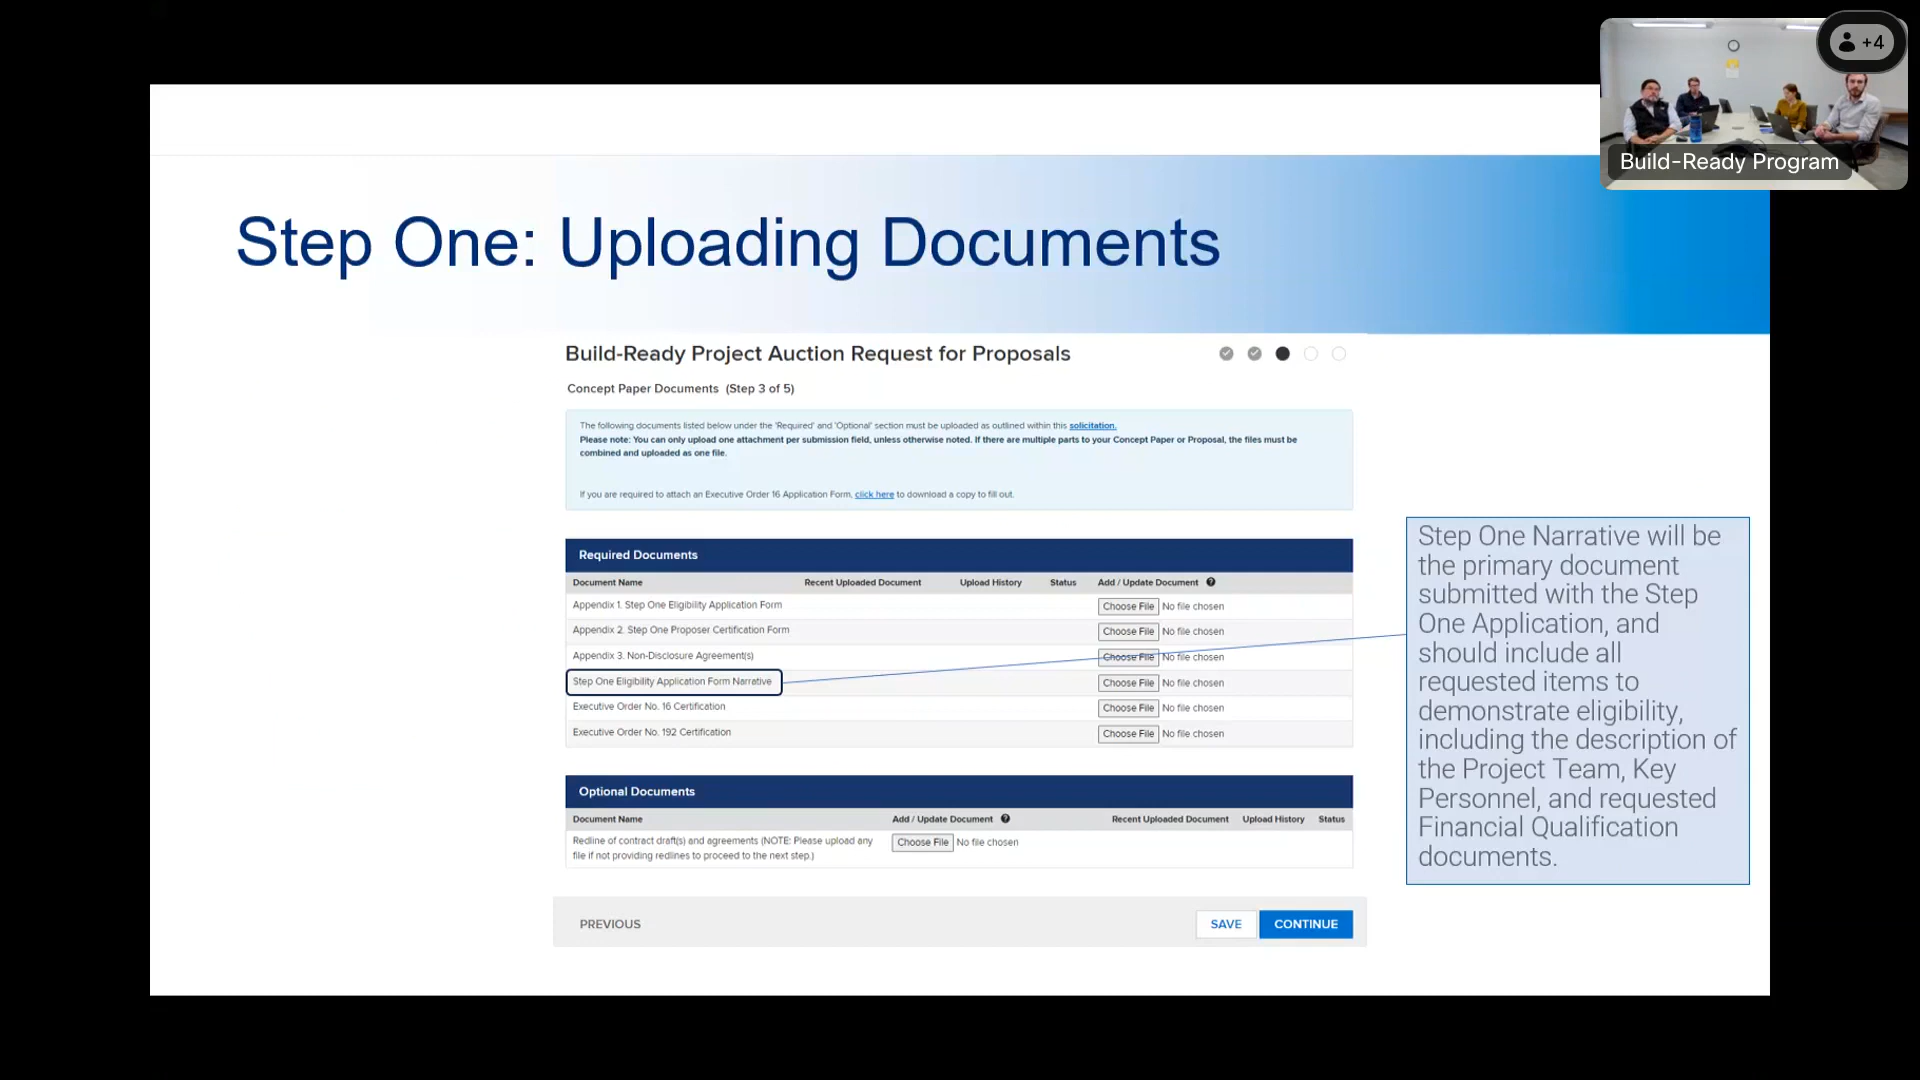 +4
Build-Ready Program
Step One: Uploading Documents
Build-Ready Project Auction Request for Proposals
Concept Paper Documents (Step 3 of 5)
The following documents listed below under the 'Required' and 'Optional' section must be uploaded as outlined within this solicitation.
Please note: You can only upload one attachment per submission field, unless otherwise noted. If there are multiple parts to your Concept Paper or Proposal, the files must be
combined and uploaded as one file.
If you are required to attach an Executive Order 16 Application Form, click here to download a copy to fill out.
Required Documents
Document Name Recent Uploaded Document Upload History Status Add / Update Document ?
Appendix 1. Step One Eligibility Application Form Choose File No file chosen
Appendix 2. Step One Proposer Certification Form Choose File No file chosen
Appendix 3. Non-Disclosure Agreement(s) Choose File No file chosen
Step One Eligibility Application Form Narrative Choose File No file chosen
Executive Order No. 16 Certification Choose File No file chosen
Executive Order No. 192 Certification Choose File No file chosen
Optional Documents
Document Name Add / Update Document ? Recent Uploaded Document Upload History Status
Redline of contract draft(s) and agreements (NOTE: Please upload any Choose File No file chosen
file if not providing redlines to proceed to the next step.)
PREVIOUS SAVE CONTINUE
Step One Narrative will be
the primary document
submitted with the Step
One Application, and
should include all
requested items to
demonstrate eligibility,
including the description of
the Project Team, Key
Personnel, and requested
Financial Qualification
documents.